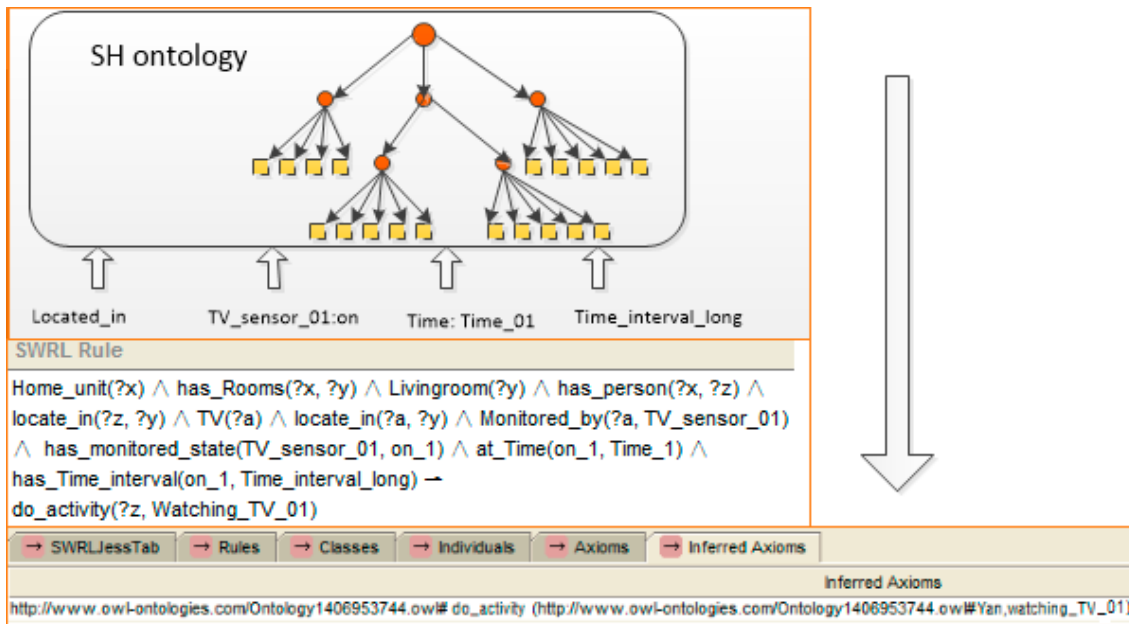 SH ontology
Located_in
TV_sensor_01:on
Time: Time_01
Time_interval_long
SWRL Rule
Home_unit(?x) ∧ has_Rooms(?x, ?y) ∧ Livingroom(?y) ∧ has_person(?x, ?z) ∧
locate_in(?z, ?y) ∧ TV(?a) ∧ locate_in(?a, ?y) ∧ Monitored_by(?a, TV_sensor_01)
∧ has_monitored_state(TV_sensor_01, on_1) ∧ at_Time(on_1, Time_1) ∧
has_Time_interval(on_1, Time_interval_long) →
do_activity(?z, Watching_TV_01)
→ SWRLJessTab → Rules → Classes → Individuals → Axioms → Inferred Axioms
Inferred Axioms
http://www.owl-ontologies.com/Ontology1406953744.owl# do_activity (http://www.owl-ontologies.com/Ontology1406953744.owl#Yan,watching_TV_01)